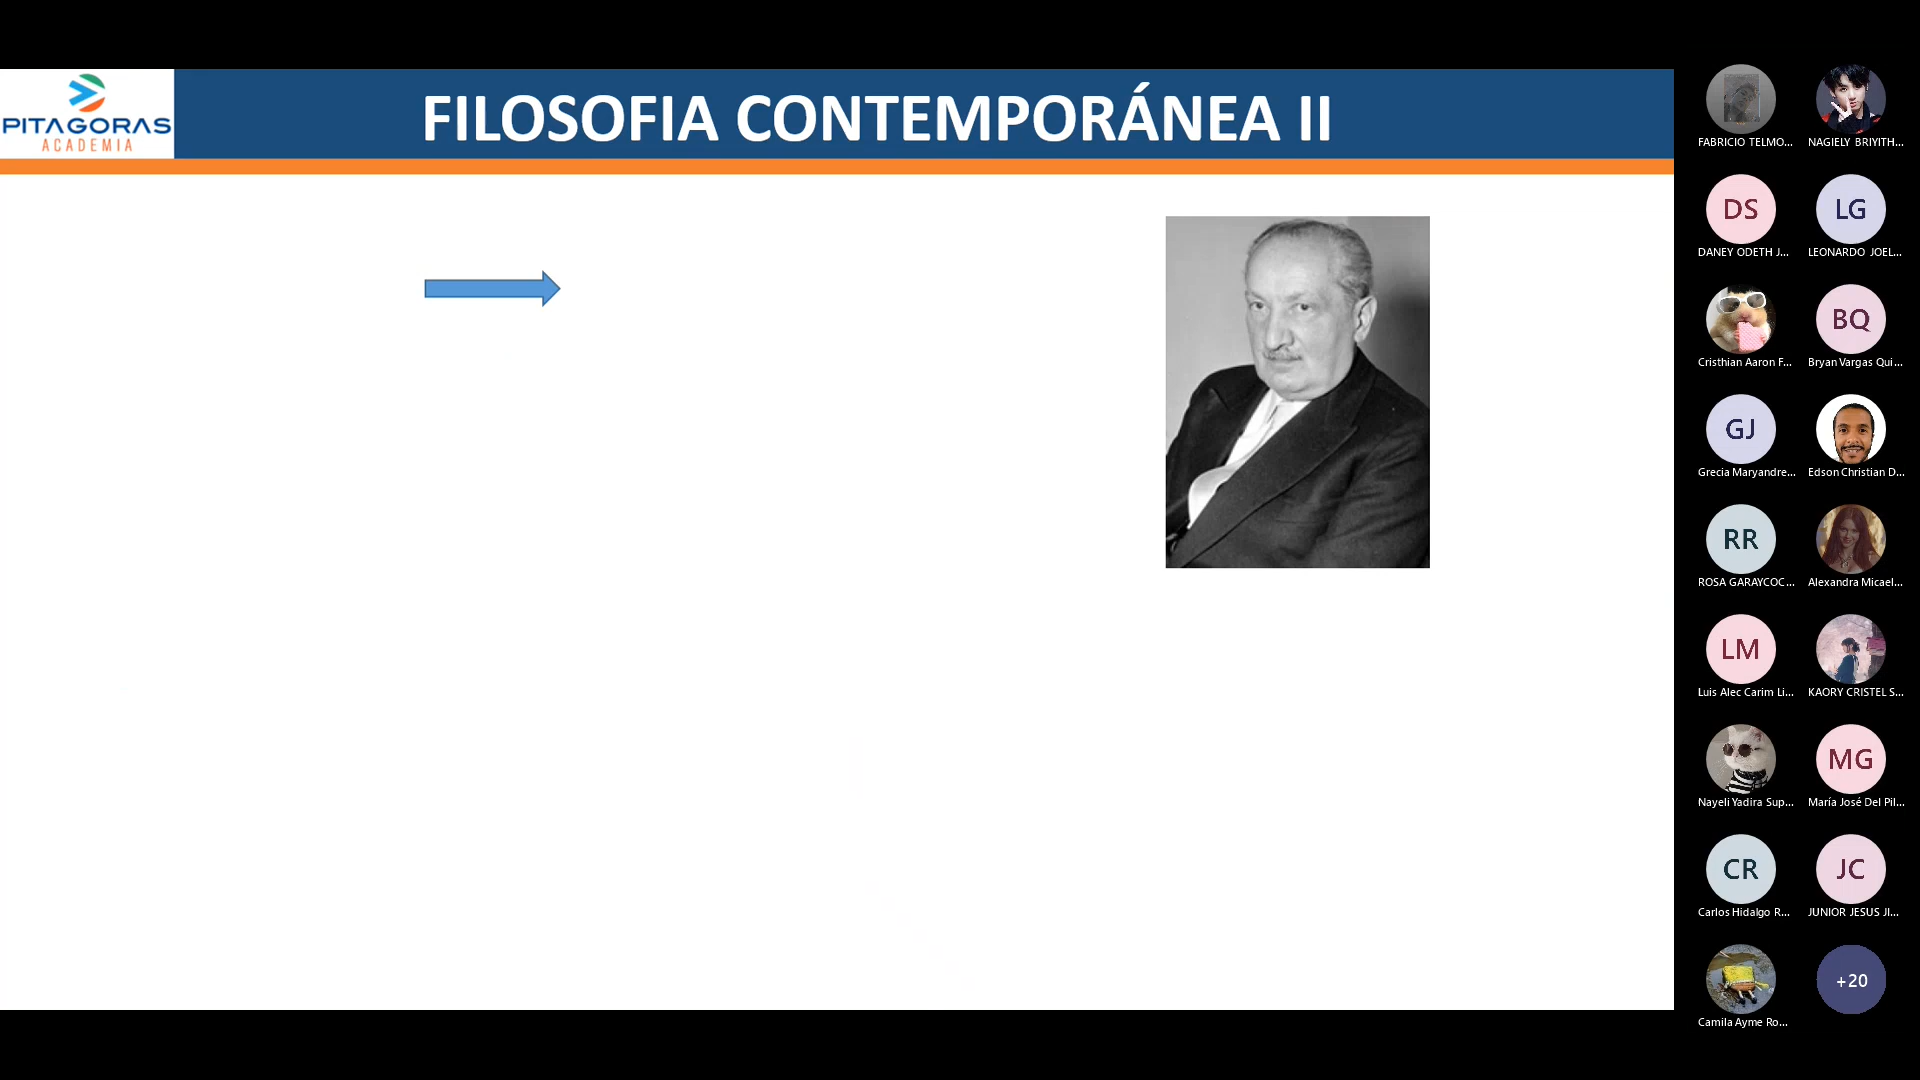 PITAGORAS
ACADEMIA
FILOSOFIA CONTEMPORÁNEA II
FABRICIO TELMO...
NAGIELY BRIYITH...
DS
LG
DANEY ODETH J...
LEONARDO JOEL...
BQ
Cristhian Aaron F...
Bryan Vargas Qui...
GJ
Grecia Maryandre...
Edson Christian D...
RR
ROSA GARAYCOC...
Alexandra Micael...
LM
Luis Alec Carim Li...
KAORY CRISTEL S...
MG
Nayeli Yadira Sup...
María José Del Pil...
CR
JC
Carlos Hidalgo R...
JUNIOR JESUS JI...
+20
Camila Ayme Ro...